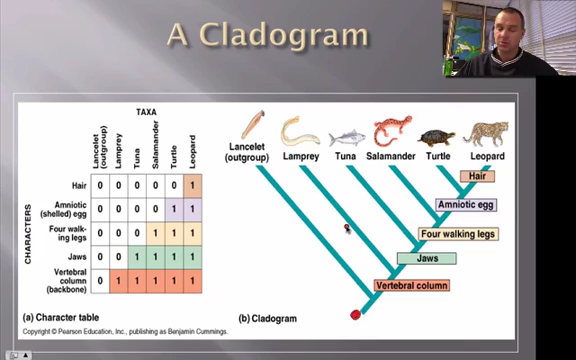 A Cladogram
TAXA
Lancelet (outgroup)
Lamprey
Tuna
Salamander
Turtle
Leopard
CHARACTERS
Hair 0 0 0 0 0 1
Amniotic (shelled) egg 0 0 0 0 1 1
Four walk-ing legs 0 0 0 1 1 1
Jaws 0 0 1 1 1 1
Vertebral column (backbone) 0 1 1 1 1 1
(a) Character table
Lancelet (outgroup)
Lamprey
Tuna
Salamander
Turtle
Leopard
Hair
Amniotic egg
Four walking legs
Jaws
Vertebral column
(b) Cladogram
Copyright © Pearson Education, Inc., publishing as Benjamin Cummings.